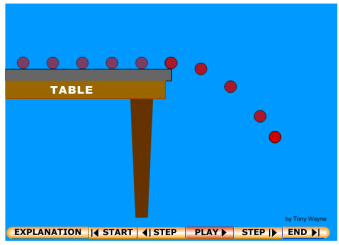 TABLE
by Tony Wayne
EXPLANATION |◀ START ◀| STEP PLAY ▶ STEP |▶ END ▶|